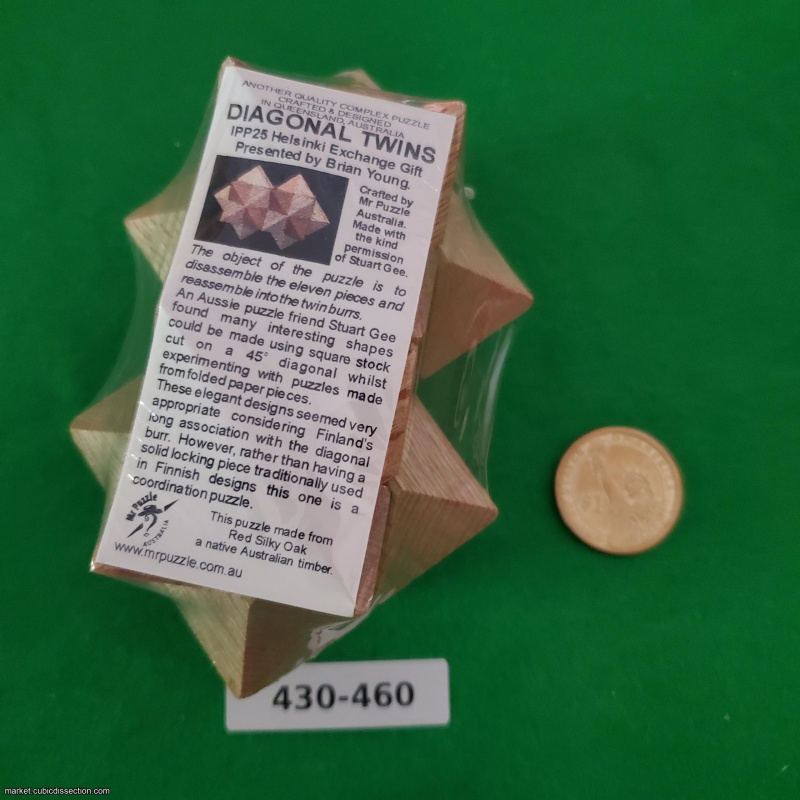 ANOTHER QUALITY COMPLEX PUZZLE
CRAFTED & DESIGNED
IN QUEENSLAND, AUSTRALIA
DIAGONAL TWINS
IPP25 Helsinki Exchange Gift
Presented by Brian Young.
Crafted by
Mr Puzzle
Australia.
Made with
the kind
permission
of Stuart Gee.
The object of the puzzle is to
disassemble the eleven pieces and
reassemble into the twin burrs.
An Aussie puzzle friend Stuart Gee
found many interesting shapes
could be made using square stock
cut on a 45° diagonal whilst
experimenting with puzzles made
from folded paper pieces.
These elegant designs seemed very
appropriate considering Finland's
long association with the diagonal
burr. However, rather than having a
solid locking piece traditionally used
in Finnish designs this one is a
coordination puzzle.
Mr Puzzle
AUSTRALIA
This puzzle made from
Red Silky Oak
a native Australian timber.
www.mrpuzzle.com.au
430-460
market.cubicdissection.com